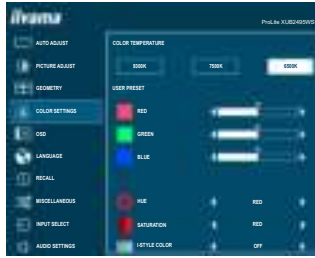 iiyama
ProLite XUB2495WS
AUTO ADJUST
PICTURE ADJUST
GEOMETRY
COLOR SETTINGS
OSD
LANGUAGE
RECALL
MISCELLANEOUS
INPUT SELECT
AUDIO SETTINGS
COLOR TEMPERATURE
9300K 7500K 6500K
USER PRESET
RED
GREEN
BLUE
HUE RED
SATURATION RED
I-STYLE COLOR OFF